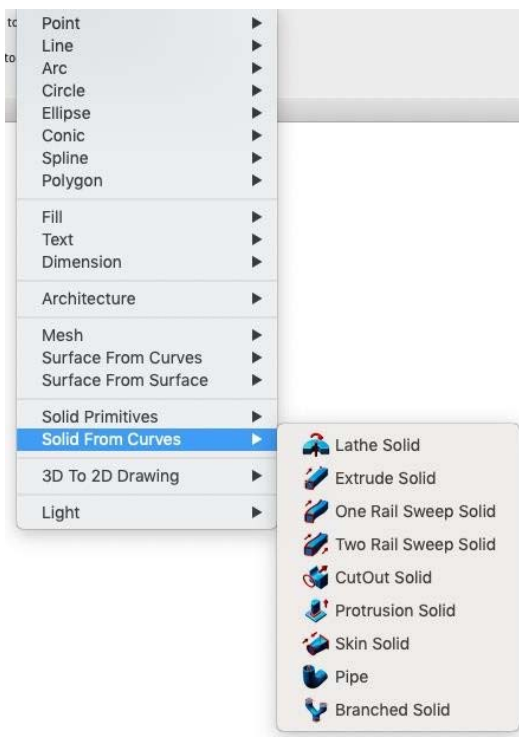 to
to
Point
Line
Arc
Circle
Ellipse
Conic
Spline
Polygon
Fill
Text
Dimension
Architecture
Mesh
Surface From Curves
Surface From Surface
Solid Primitives
Solid From Curves
3D To 2D Drawing
Light
Lathe Solid
Extrude Solid
One Rail Sweep Solid
Two Rail Sweep Solid
CutOut Solid
Protrusion Solid
Skin Solid
Pipe
Branched Solid